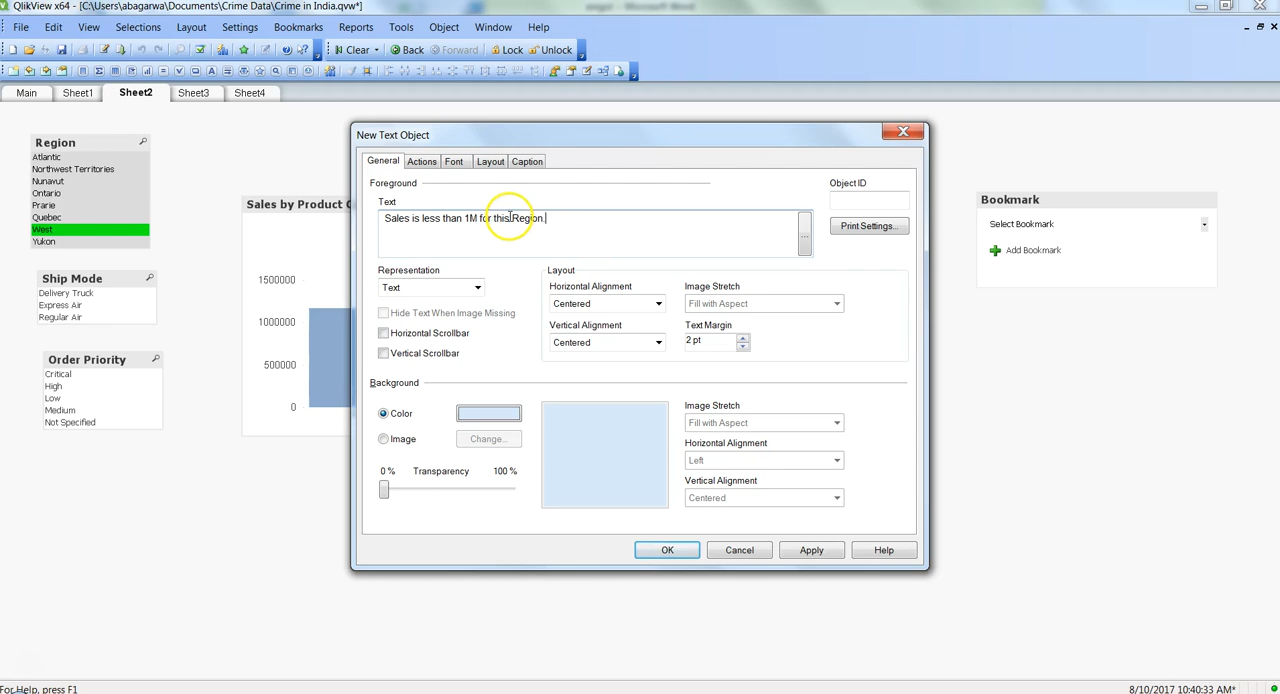 QlikView x64 - [C:\Users\abagarwa\Documents\Crime Data\Crime in India.qvw*]
File Edit View Selections Layout Settings Bookmarks Reports Tools Object Window Help
Clear Back Forward Lock Unlock
Main Sheet1 Sheet2 Sheet3 Sheet4
Region
Atlantic
Northwest Territories
Nunavut
Ontario
Prarie
Quebec
West
Yukon
Ship Mode
Delivery Truck
Express Air
Regular Air
Order Priority
Critical
High
Low
Medium
Not Specified
Sales by Product C
1500000
1000000
500000
0
New Text Object
General Actions Font Layout Caption
Foreground
Text
Sales is less than 1M for this Region.
...
Object ID
Print Settings...
Representation
Text
Hide Text When Image Missing
Horizontal Scrollbar
Vertical Scrollbar
Layout
Horizontal Alignment
Centered
Vertical Alignment
Centered
Image Stretch
Fill with Aspect
Text Margin
2 pt
Background
Color
Image
Change...
0 % Transparency 100 %
Image Stretch
Fill with Aspect
Horizontal Alignment
Left
Vertical Alignment
Centered
OK Cancel Apply Help
Bookmark
Select Bookmark
Add Bookmark
For Help, press F1
8/10/2017 10:40:33 AM*